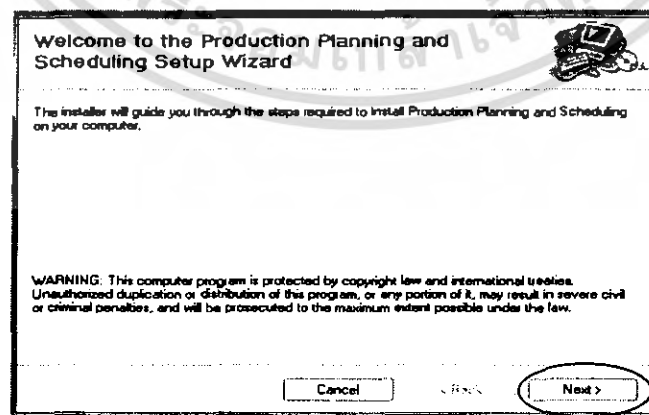 Welcome to the Production Planning and
Scheduling Setup Wizard
The installer will guide you through the steps required to install Production Planning and Scheduling
on your computer.
WARNING: This computer program is protected by copyright law and international treaties.
Unauthorized duplication or distribution of this program, or any portion of it, may result in severe civil
or criminal penalties, and will be prosecuted to the maximum extent possible under the law.
Cancel
< Back
Next >